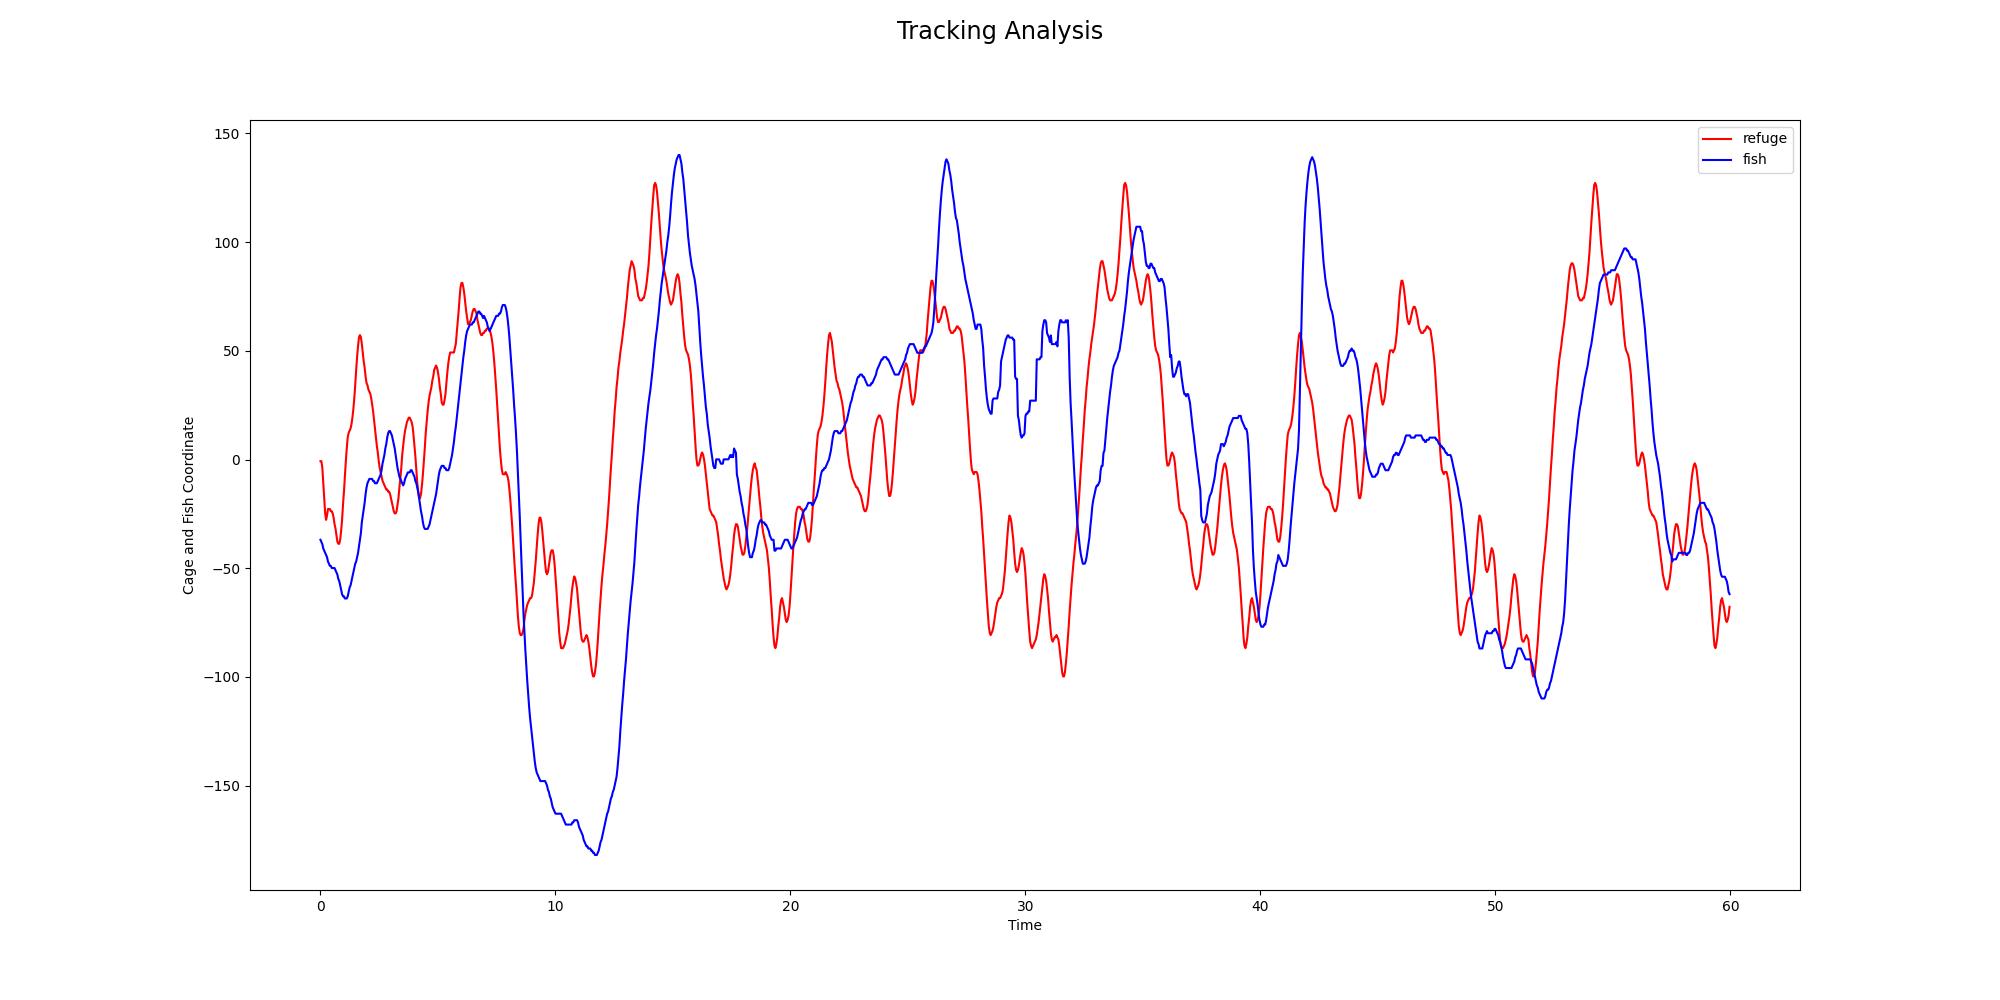 Tracking Analysis
refuge
fish
150
100
50
0
−50
−100
−150
Cage and Fish Coordinate
0 10 20 30 40 50 60
Time